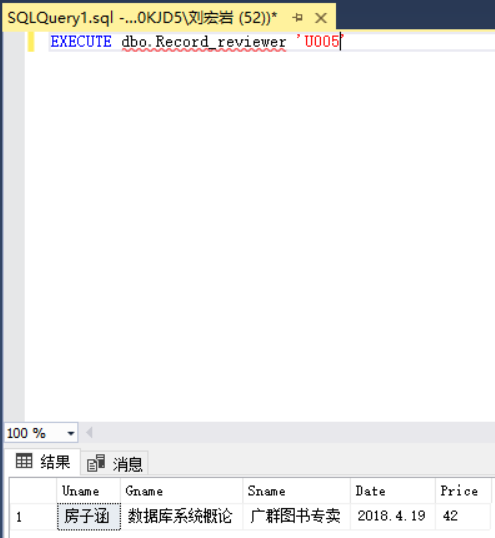 SQLQuery1.sql -...0KJD5\刘宏岩 (52))*
EXECUTE dbo.Record_reviewer 'U005'
100 %
结果 消息
Uname Gname Sname Date Price
1 房子涵 数据库系统概论 广群图书专卖 2018.4.19 42